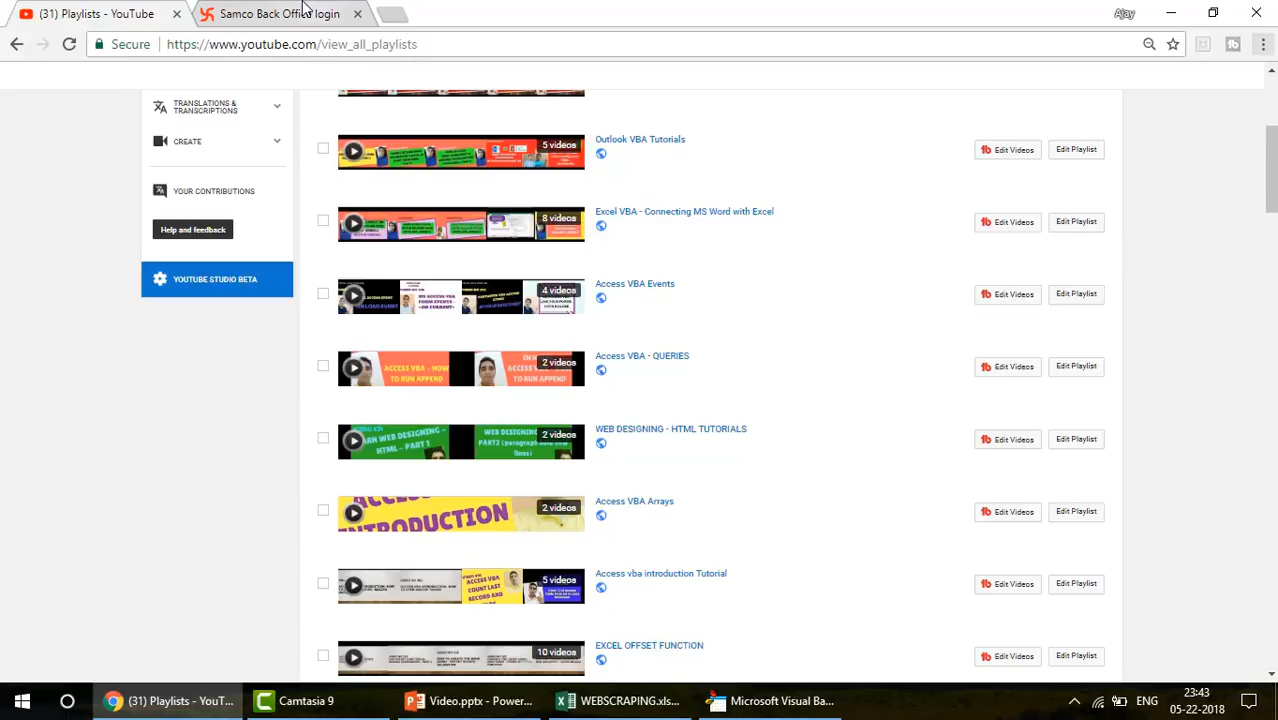 (31) Playlists - YouTube
Samco Back Office login
Ajay
Secure
https://www.youtube.com/view_all_playlists
TRANSLATIONS &
TRANSCRIPTIONS
CREATE
YOUR CONTRIBUTIONS
Help and feedback
YOUTUBE STUDIO BETA
5 videos
Outlook VBA Tutorials
Edit Videos
Edit Playlist
8 videos
Excel VBA - Connecting MS Word with Excel
Edit Videos
Edit Playlist
4 videos
Access VBA Events
Edit Videos
Edit Playlist
ACCESS VBA - HOW
TO RUN APPEND
2 videos
Access VBA - QUERIES
Edit Videos
Edit Playlist
2 videos
WEB DESIGNING - HTML TUTORIALS
Edit Videos
Edit Playlist
INTRODUCTION
2 videos
Access VBA Arrays
Edit Videos
Edit Playlist
5 videos
Access vba introduction Tutorial
Edit Videos
Edit Playlist
10 videos
EXCEL OFFSET FUNCTION
Edit Videos
Edit Playlist
(31) Playlists - YouT...
Camtasia 9
Video.pptx - Power...
WEBSCRAPING.xls...
Microsoft Visual Ba...
ENG
23:43
05-22-2018